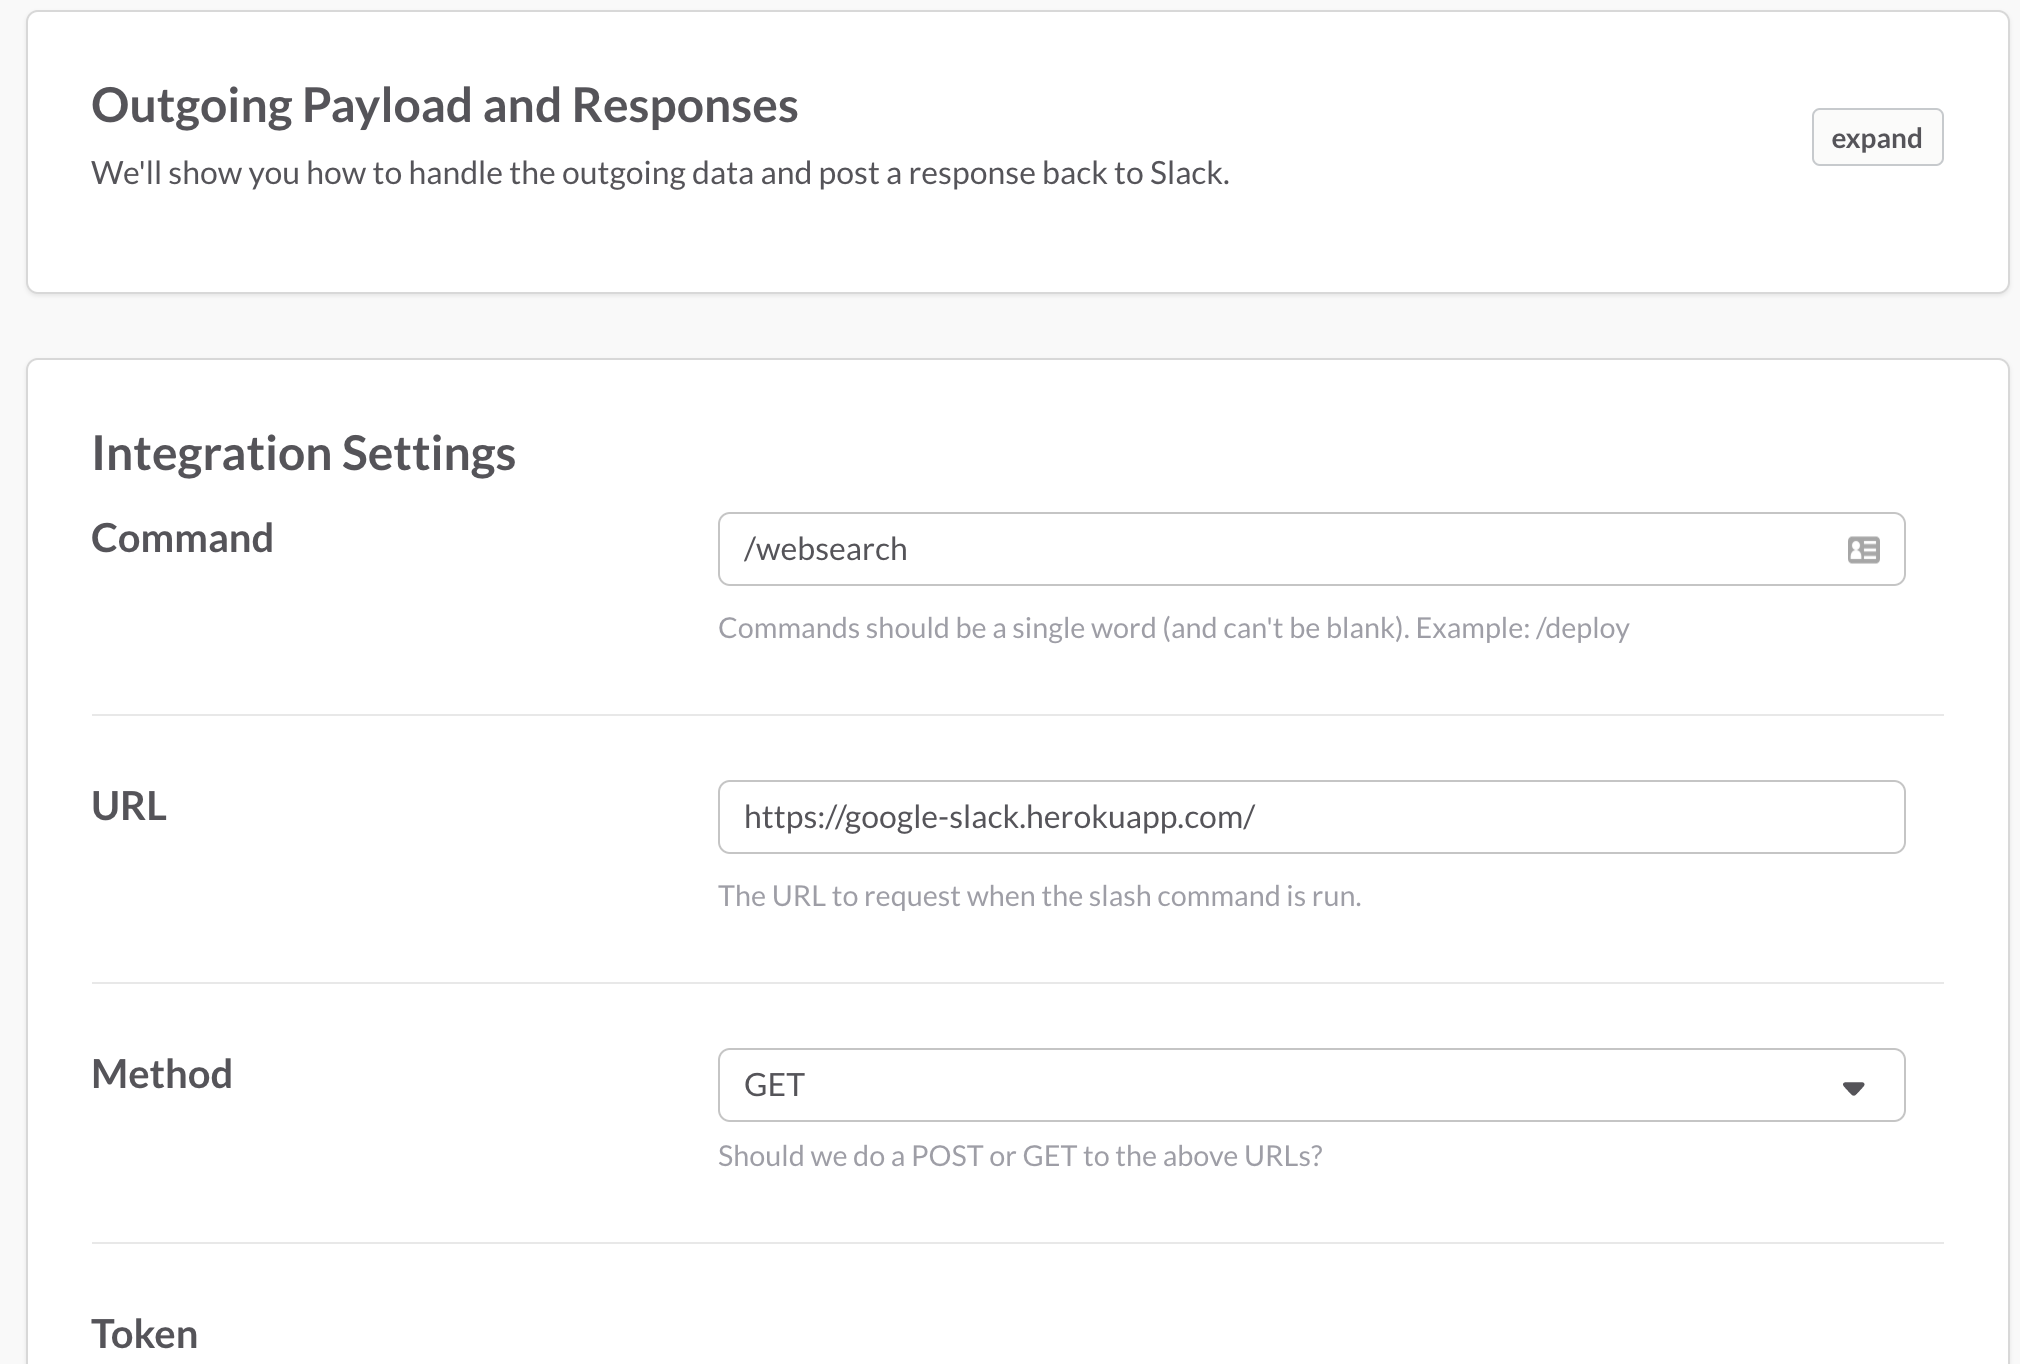 Outgoing Payload and Responses
We'll show you how to handle the outgoing data and post a response back to Slack.
expand
Integration Settings
Command
/websearch
Commands should be a single word (and can't be blank). Example: /deploy
URL
https://google-slack.herokuapp.com/
The URL to request when the slash command is run.
Method
GET
Should we do a POST or GET to the above URLs?
Token